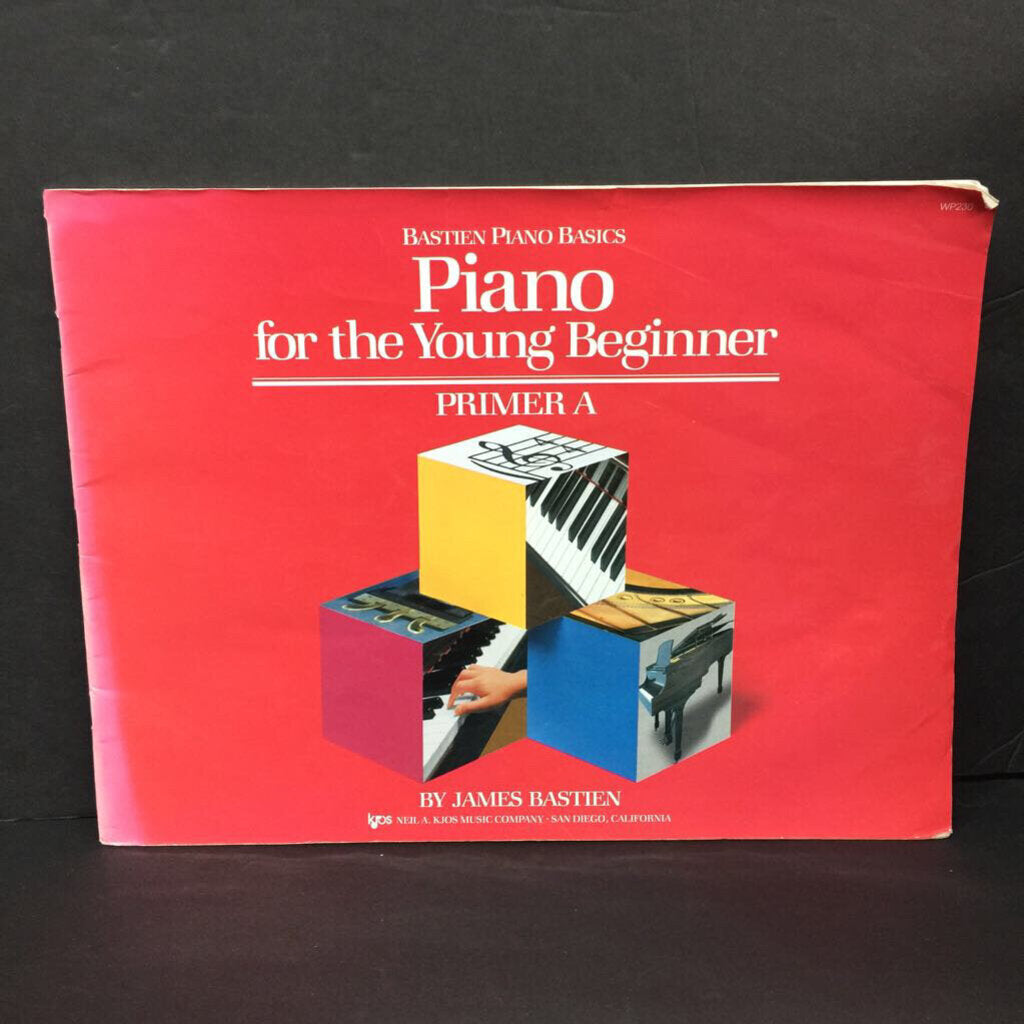 WP230
BASTIEN PIANO BASICS
Piano
for the Young Beginner
PRIMER A
BY JAMES BASTIEN
kjos NEIL A. KJOS MUSIC COMPANY · SAN DIEGO, CALIFORNIA